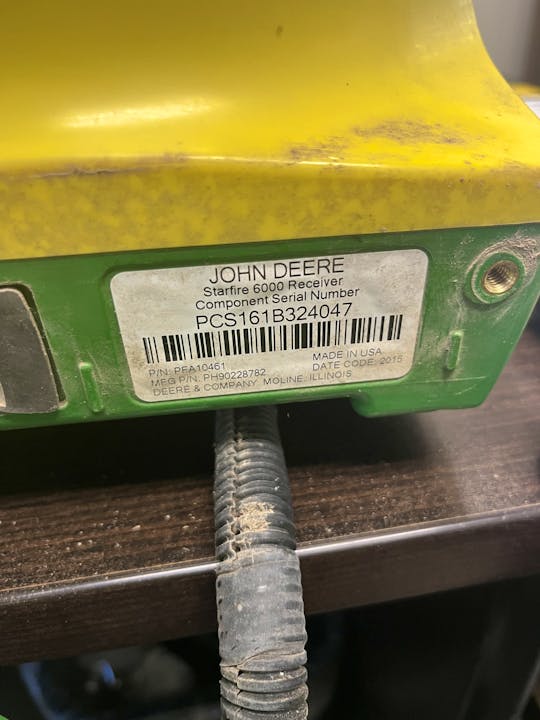 JOHN DEERE
Starfire 6000 Receiver
Component Serial Number
PCS161B324047
P/N: PFA10461
MADE IN USA
MFG P/N: PH90228782
DATE CODE: 2015
DEERE & COMPANY MOLINE: ILLINOIS